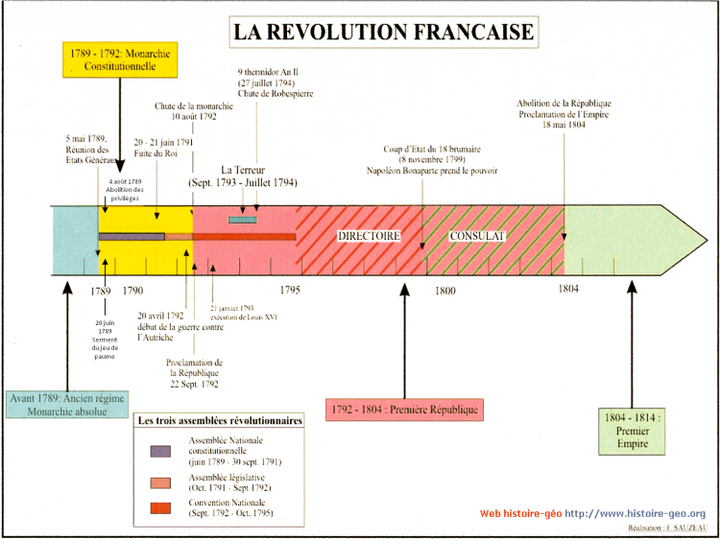 LA REVOLUTION FRANCAISE
1789 - 1792: Monarchie
Constitutionnelle
9 thermidor An II
(27 juillet 1794)
Chute de Robespierre
Chute de la monarchie
10 août 1792
Abolition de la République
Proclamation de l'Empire
18 mai 1804
5 mai 1789,
Réunion des
Etats Généraux
20 - 21 juin 1791
Fuite du Roi
Coup d'Etat du 18 brumaire
(8 novembre 1799)
Napoléon Bonaparte prend le pouvoir
La Terreur
(Sept. 1793 - Juillet 1794)
4 août 1789
Abolition des
privilèges
DIRECTOIRE
CONSULAT
1789
1790
1795
1800
1804
20 juin
1789
Serment
du jeu de
paume
20 avril 1792
début de la guerre contre
l'Autriche
21 janvier 1793
exécution de Louis XVI
Proclamation de
la République
22 Sept. 1792
Avant 1789: Ancien régime
Monarchie absolue
1792 - 1804 : Première République
1804 - 1814 :
Premier
Empire
Les trois assemblées révolutionnaires
Assemblée Nationale
constitutionnelle
(juin 1789 - 30 sept. 1791)
Assemblée législative
(Oct. 1791 - Sept 1792)
Convention Nationale
(Sept. 1792 - Oct. 1795)
Web histoire-géo http://www.histoire-geo.org
Réalisation : F. SAUZEAU